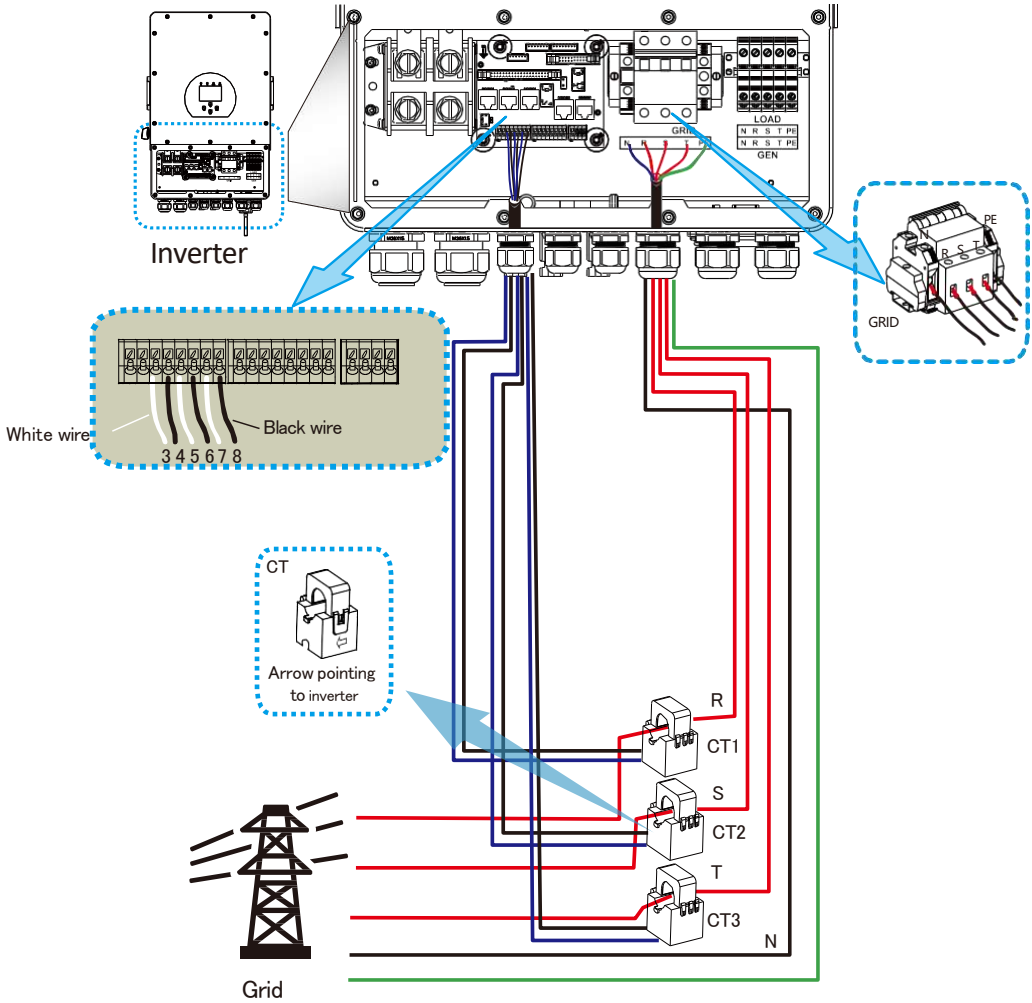 LOAD
N R S T PE
N R S T PE
GEN
GRID
N R S T PE
Inverter
PE
N
R S T
GRID
White wire
Black wire
3 4 5 6 7 8
CT
Arrow pointing
to inverter
R
CT1
S
CT2
T
CT3
N
Grid